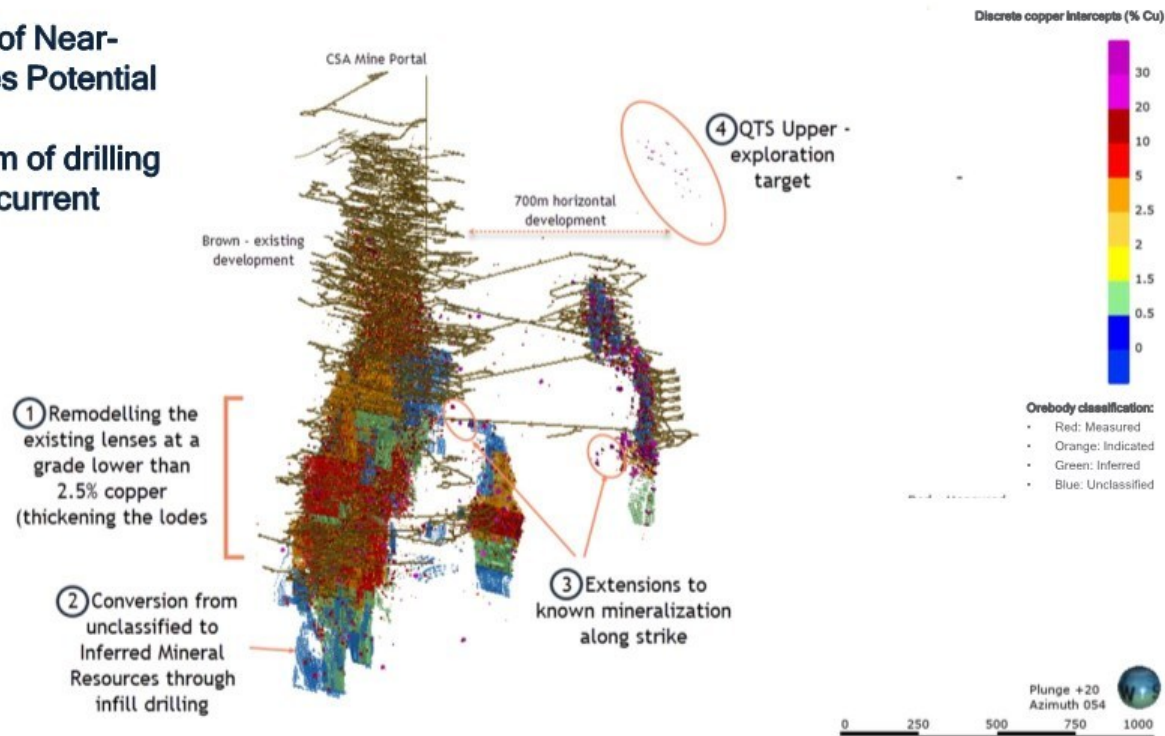 of Near-
es Potential
m of drilling
current
CSA Mine Portal
Brown - existing
development
700m horizontal
development
4 QTS Upper -
exploration
target
1 Remodelling the
existing lenses at a
grade lower than
2.5% copper
(thickening the lodes
2 Conversion from
unclassified to
Inferred Mineral
Resources through
infill drilling
3 Extensions to
known mineralization
along strike
Discrete copper intercepts (% Cu)
30
20
10
5
2.5
2
1.5
0.5
0
Orebody classification:
• Red: Measured
• Orange: Indicated
• Green: Inferred
• Blue: Unclassified
Plunge +20
Azimuth 054
W S
0 250 500 750 1000